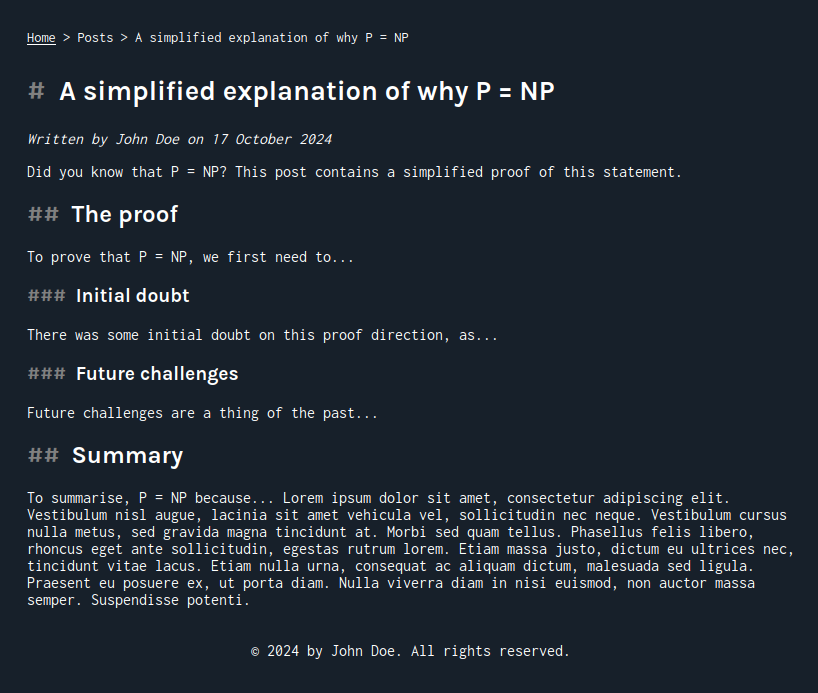 Home > Posts > A simplified explanation of why P = NP
# A simplified explanation of why P = NP
Written by John Doe on 17 October 2024
Did you know that P = NP? This post contains a simplified proof of this statement.
## The proof
To prove that P = NP, we first need to...
### Initial doubt
There was some initial doubt on this proof direction, as...
### Future challenges
Future challenges are a thing of the past...
## Summary
To summarise, P = NP because... Lorem ipsum dolor sit amet, consectetur adipiscing elit.
Vestibulum nisl augue, lacinia sit amet vehicula vel, sollicitudin nec neque. Vestibulum cursus
nulla metus, sed gravida magna tincidunt at. Morbi sed quam tellus. Phasellus felis libero,
rhoncus eget ante sollicitudin, egestas rutrum lorem. Etiam massa justo, dictum eu ultrices nec,
tincidunt vitae lacus. Etiam nulla urna, consequat ac aliquam dictum, malesuada sed ligula.
Praesent eu posuere ex, ut porta diam. Nulla viverra diam in nisi euismod, non auctor massa
semper. Suspendisse potenti.
© 2024 by John Doe. All rights reserved.